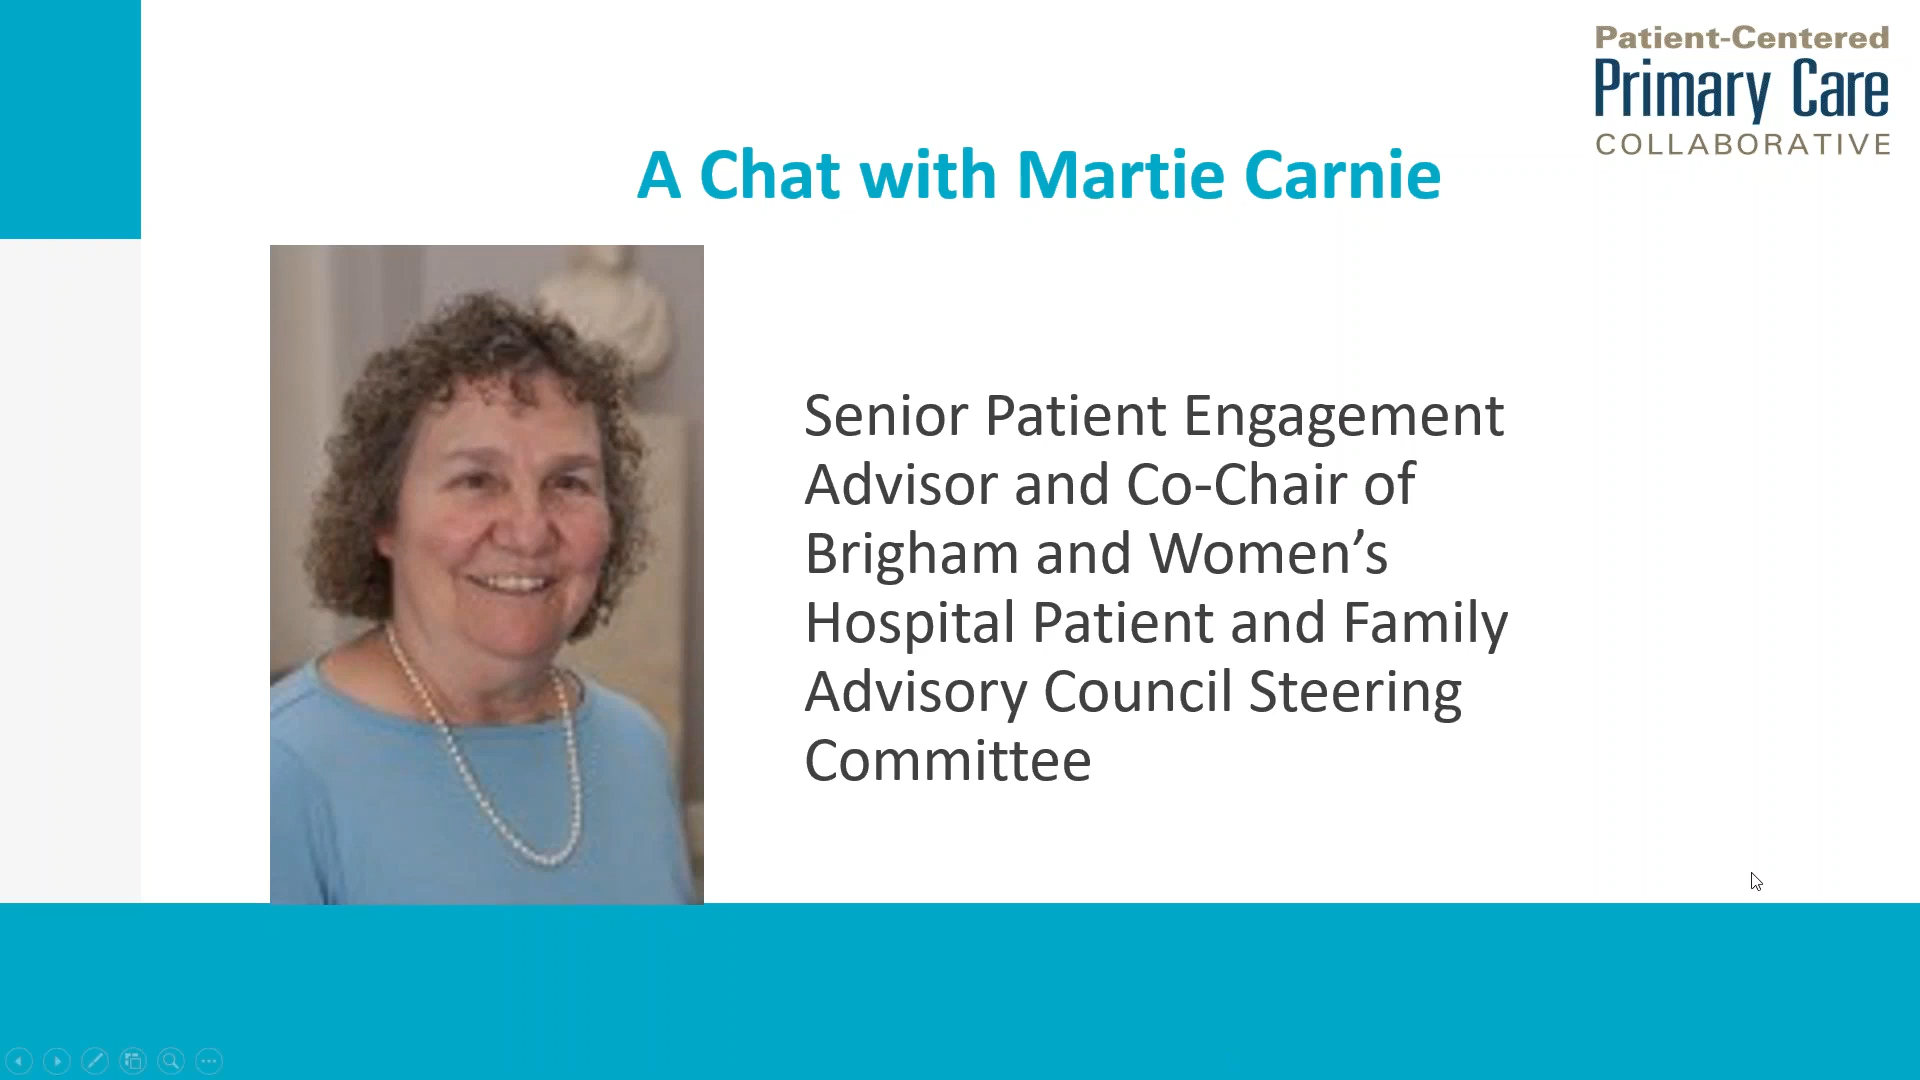 Patient-Centered
Primary Care
COLLABORATIVE
A Chat with Martie Carnie
Senior Patient Engagement
Advisor and Co-Chair of
Brigham and Women’s
Hospital Patient and Family
Advisory Council Steering
Committee